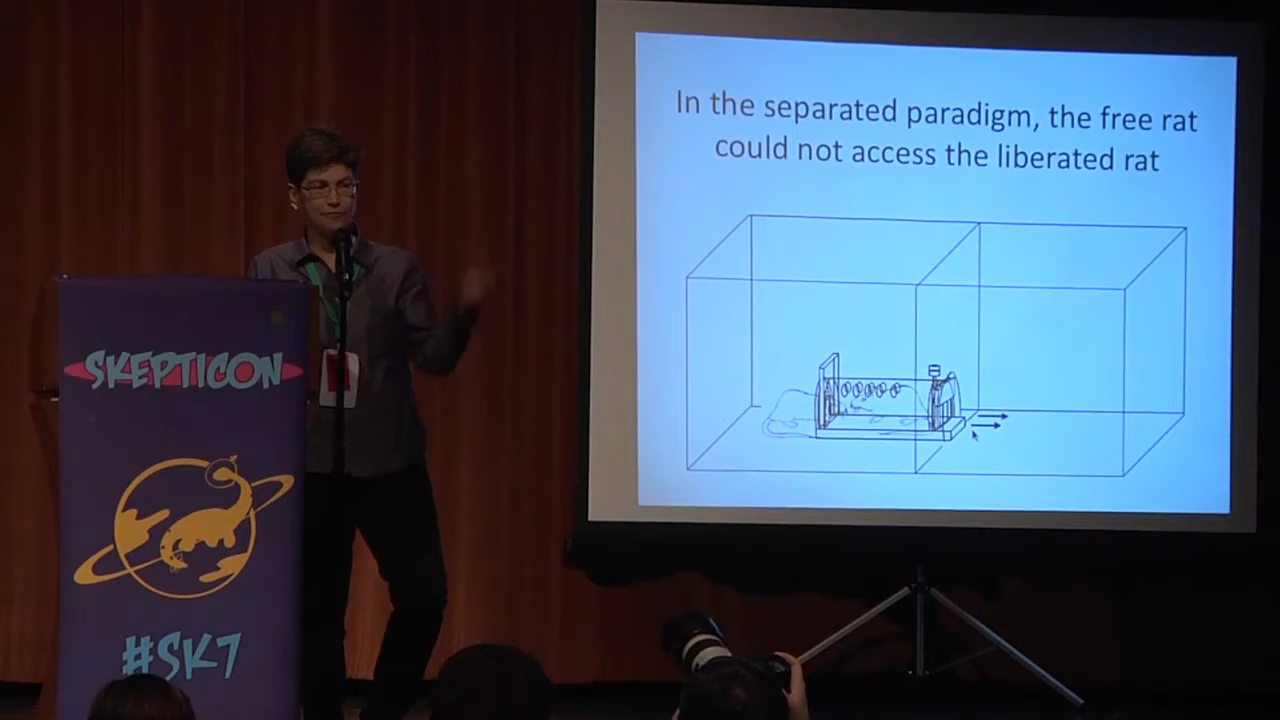 In the separated paradigm, the free rat
could not access the liberated rat
SKEPTICON
#SK7